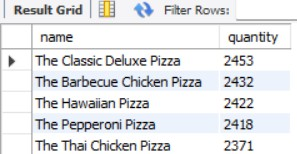 Result Grid Filter Rows:
name quantity
The Classic Deluxe Pizza 2453
The Barbecue Chicken Pizza 2432
The Hawaiian Pizza 2422
The Pepperoni Pizza 2418
The Thai Chicken Pizza 2371